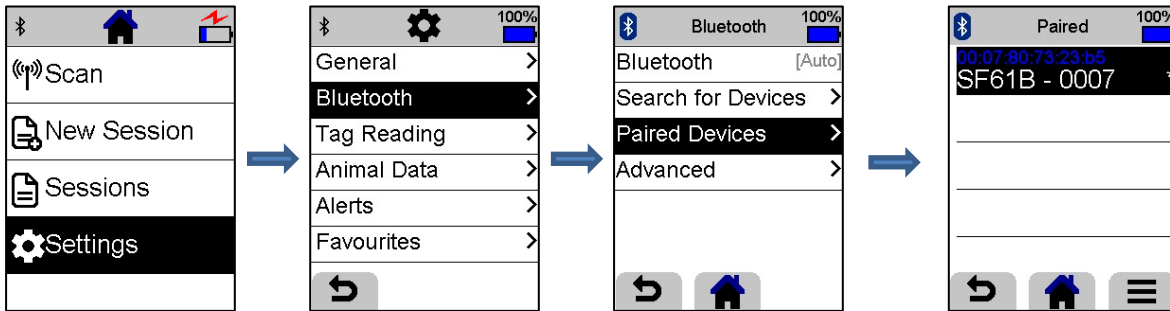 Scan
New Session
Sessions
Settings
100%
General
Bluetooth
Tag Reading
Animal Data
Alerts
Favourites
Bluetooth
100%
Bluetooth [Auto]
Search for Devices
Paired Devices
Advanced
Paired
100%
00:07:80:73:23:b5
SF61B - 0007